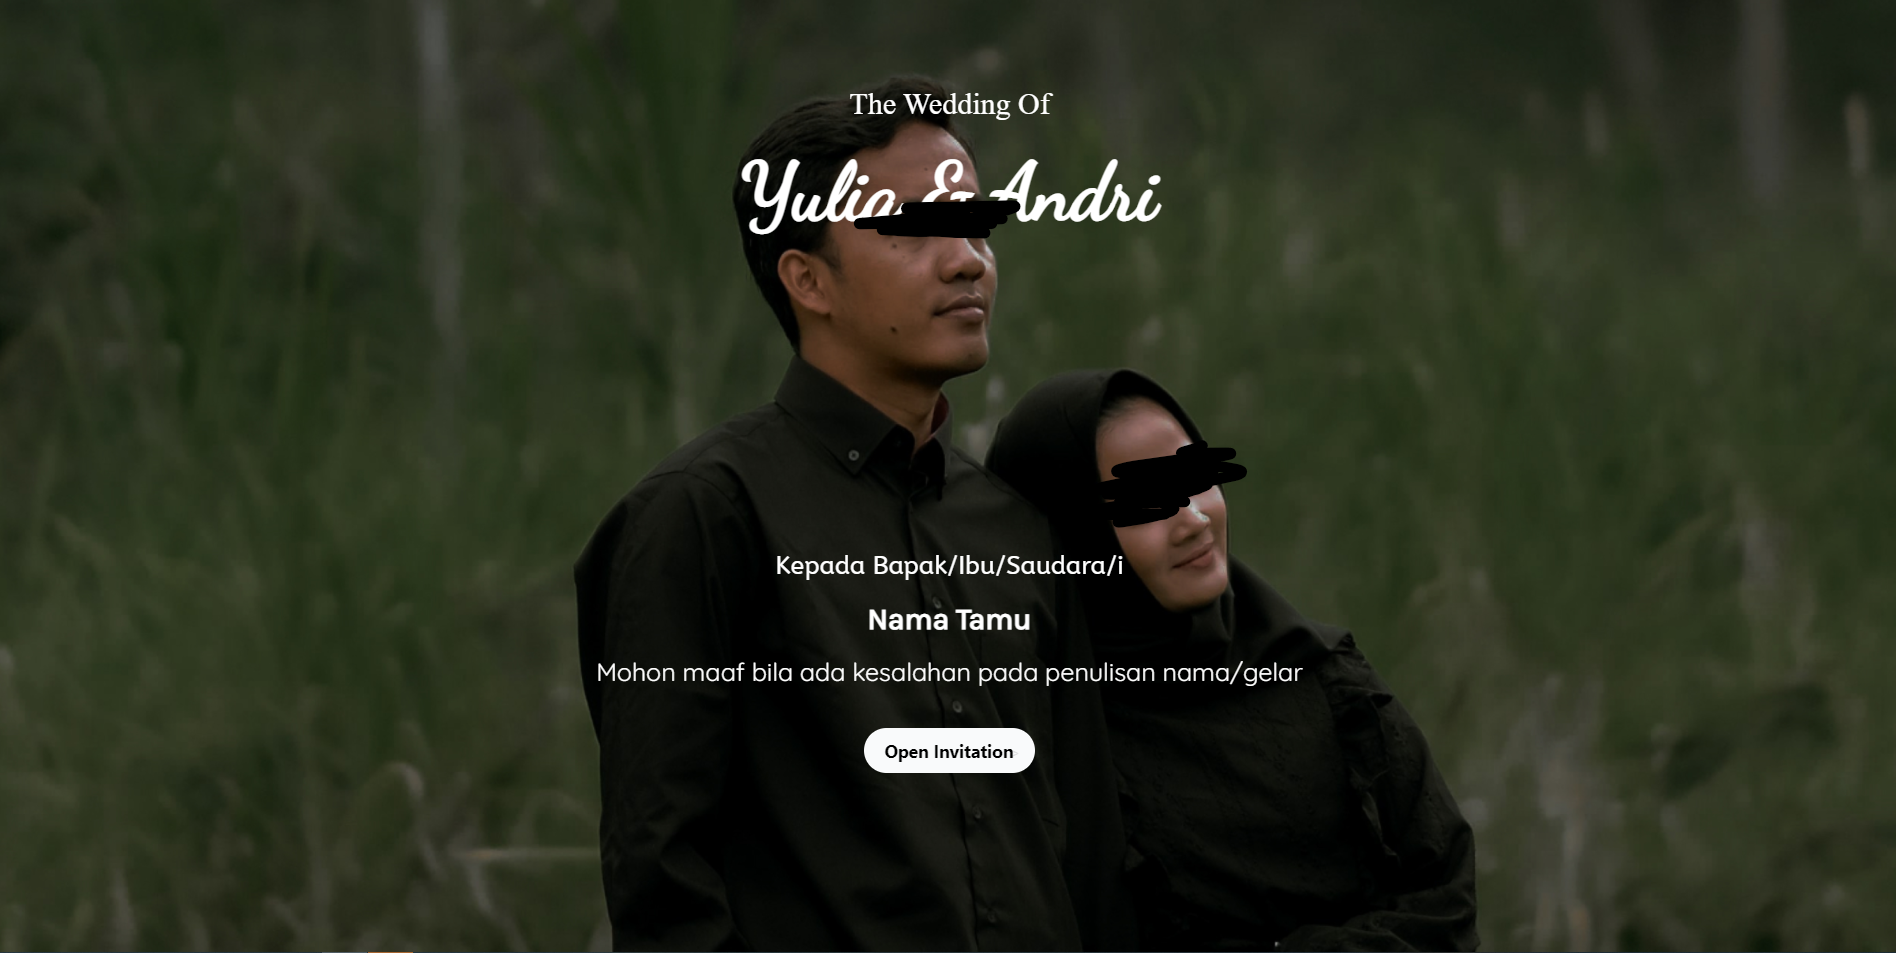 The Wedding Of
Yulia & Andri
Kepada Bapak/Ibu/Saudara/i
Nama Tamu
Mohon maaf bila ada kesalahan pada penulisan nama/gelar
Open Invitation